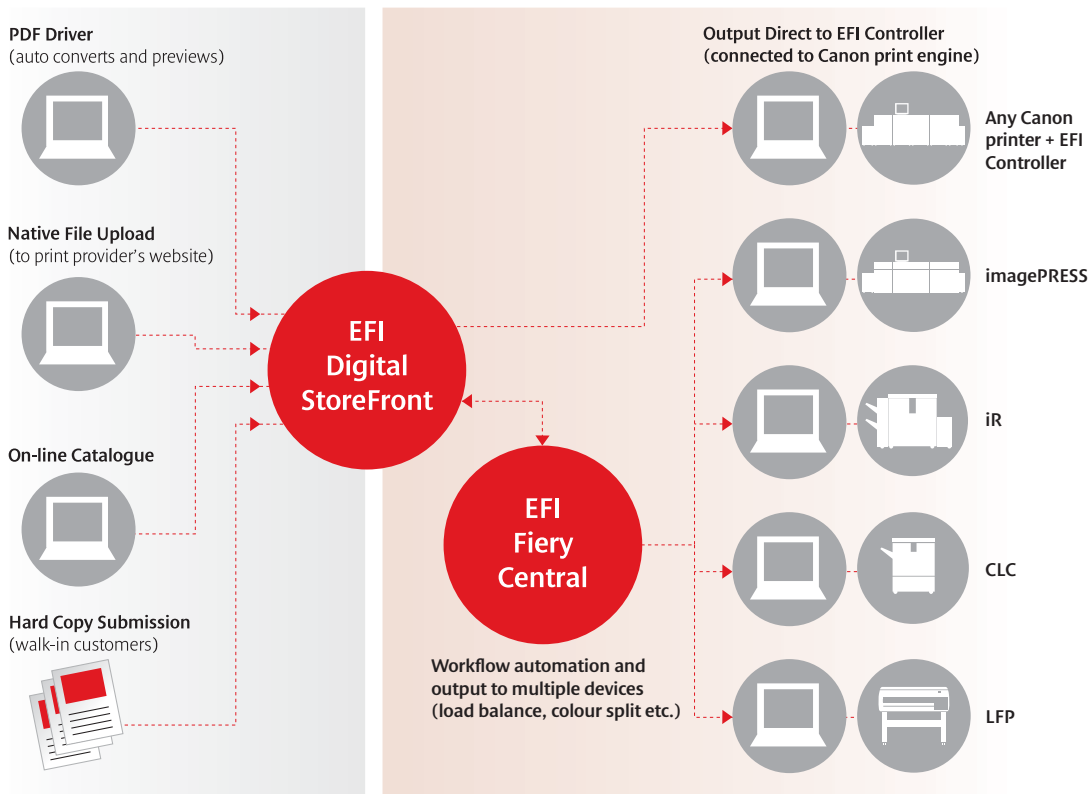 PDF Driver
(auto converts and previews)
Native File Upload
(to print provider's website)
On-line Catalogue
Hard Copy Submission
(walk-in customers)
EFI
Digital
StoreFront
EFI
Fiery
Central
Workflow automation and
output to multiple devices
(load balance, colour split etc.)
Output Direct to EFI Controller
(connected to Canon print engine)
Any Canon
printer + EFI
Controller
imagePRESS
iR
CLC
LFP